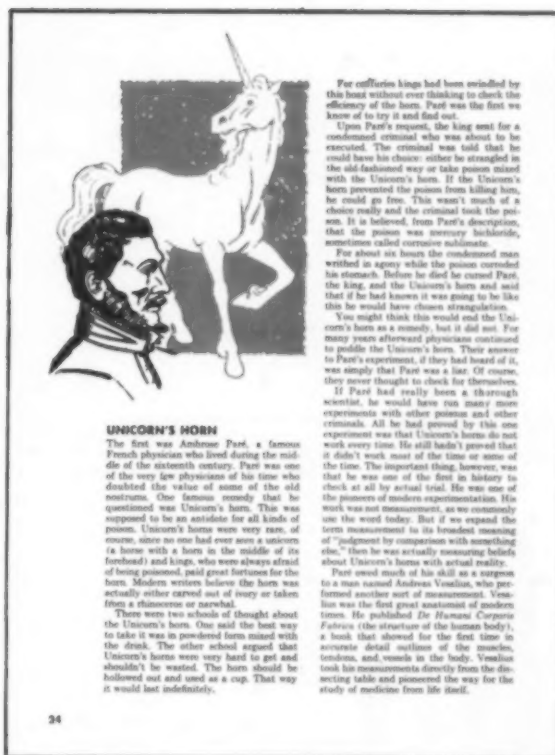 UNICORN'S HORN
The first was Ambrose Paré, a famous
French physician who lived during the mid-
dle of the sixteenth century. Paré was one
of the very few physicians of his time who
doubted the value of some of the old
nostrums. One famous remedy that he
questioned was Unicorn's horn. This was
supposed to be an antidote for all kinds of
poison. Unicorn's horns were very rare, of
course, since no one had ever seen a unicorn
(a horse with a horn in the middle of its
forehead) and kings, who were always afraid
of being poisoned, paid great fortunes for the
horn. Modern writers believe the horn was
actually either carved out of ivory or taken
from a rhinoceros or narwhal.
There were two schools of thought about
the Unicorn's horn. One said the best way
to take it was in powdered form mixed with
the drink. The other school argued that
Unicorn's horns were very hard to get and
shouldn't be wasted. The horn should be
hollowed out and used as a cup. That way
it would last indefinitely.
For centuries kings had been swindled by
this hoax without ever thinking to check the
efficiency of the horn. Paré was the first we
know of to try it and find out.
Upon Paré's request, the king sent for a
condemned criminal who was about to be
executed. The criminal was told that he
could have his choice: either be strangled in
the old-fashioned way or take poison mixed
with the Unicorn's horn. If the Unicorn's
horn prevented the poison from killing him,
he could go free. This wasn't much of a
choice really and the criminal took the poi-
son. It is believed, from Paré's description,
that the poison was mercury bichloride,
sometimes called corrosive sublimate.
For about six hours the condemned man
writhed in agony while the poison corroded
his stomach. Before he died he cursed Paré,
the king, and the Unicorn's horn and said
that if he had known it was going to be like
this he would have chosen strangulation.
You might think this would end the Uni-
corn's horn as a remedy, but it did not. For
many years afterward physicians continued
to peddle the Unicorn's horn. Their answer
to Paré's experiment, if they had heard of it,
was simply that Paré was a liar. Of course,
they never thought to check for themselves.
If Paré had really been a thorough
scientist, he would have run many more
experiments with other poisons and other
criminals. All he had proved by this one
experiment was that Unicorn's horns do not
work every time. He still hadn't proved that
it didn't work most of the time or some of
the time. The important thing, however, was
that he was one of the first in history to
check at all by actual trial. He was one of
the pioneers of modern experimentation. His
work was not measurement, as we commonly
use the word today. But if we expand the
term measurement to its broadest meaning
of "judgment by comparison with something
else," then he was actually measuring beliefs
about Unicorn's horns with actual reality.
Paré owed much of his skill as a surgeon
to a man named Andreas Vesalius, who per-
formed another sort of measurement. Vesa-
lius was the first great anatomist of modern
times. He published De Humani Corporis
Fabrica (the structure of the human body),
a book that showed for the first time in
accurate detail outlines of the muscles,
tendons, and vessels in the body. Vesalius
took his measurements directly from the dis-
secting table and pioneered the way for the
study of medicine from life itself.
24